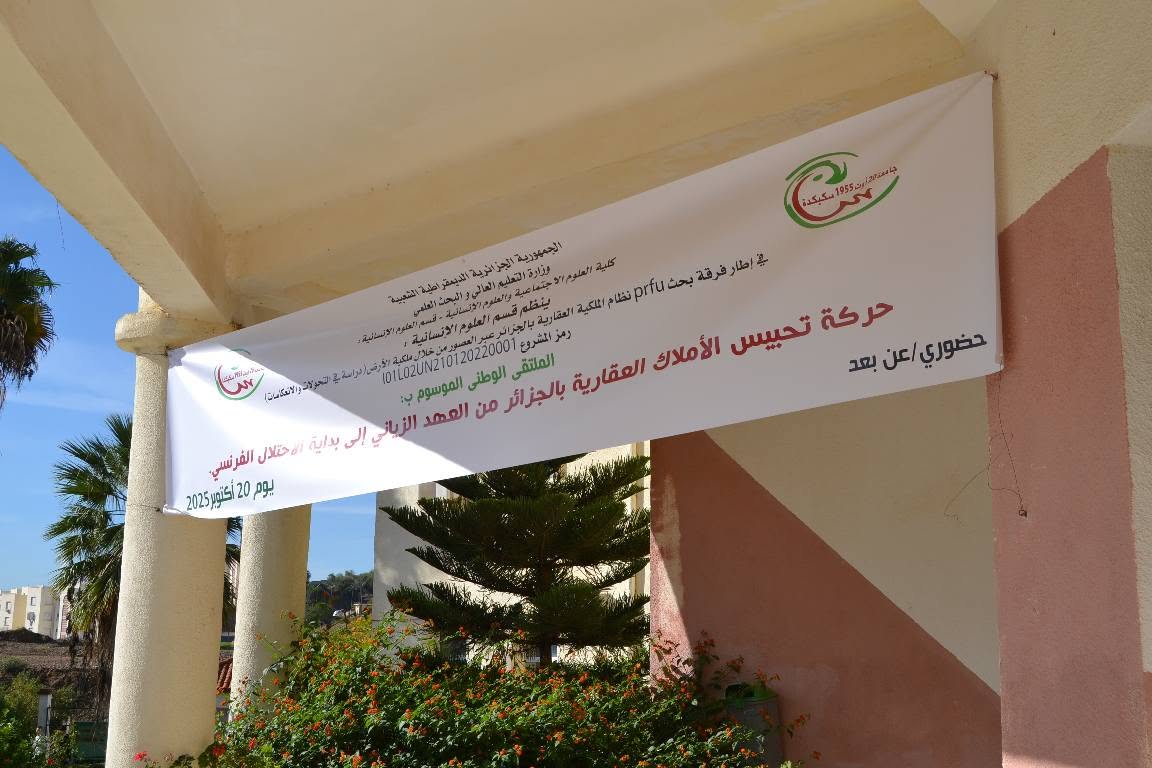 جامعة 20 أوت 1955 سكيكدة
الجمهورية الجزائرية الديمقراطية الشعبية
وزارة التعليم العالي و البحث العلمي
كلية العلوم الاجتماعية والعلوم الإنسانية - قسم العلوم الإنسانية :
ينظم قسم العلوم الإنسانية :
في إطار فرقة بحث prfu نظام الملكية العقارية بالجزائر عبر العصور من خلال ملكية الأرض (دراسة في التحولات والانعكاسات)
رمز المشروع I01L02UN210120220001)
الملتقى الوطني الموسوم ب:
حركة تحبيس الأملاك العقارية بالجزائر من العهد الزياني إلى بداية الاحتلال الفرنسي.
حضوري/عن بعد
يوم 20 أكتوبر 2025